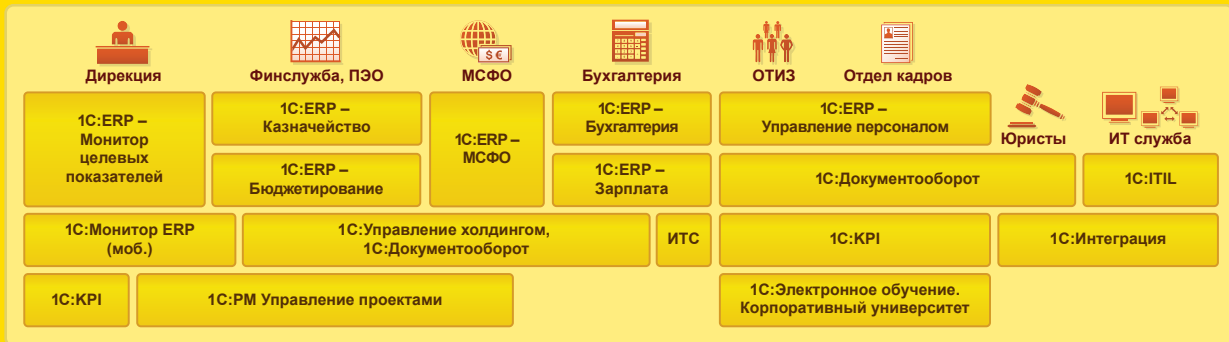 $ €
Дирекция
Финслужба, ПЭО
МСФО
Бухгалтерия
ОТИЗ
Отдел кадров
1С:ERP –
Монитор
целевых
показателей
1С:ERP –
Казначейство
1С:ERP –
МСФО
1С:ERP –
Бухгалтерия
1С:ERP –
Управление персоналом
Юристы
ИТ служба
1С:ERP –
Бюджетирование
1С:ERP –
Зарплата
1С:Документооборот
1С:ITIL
1С:Монитор ERP
(моб.)
1С:Управление холдингом,
1С:Документооборот
ИТС
1С:KPI
1С:Интеграция
1С:KPI
1С:PM Управление проектами
1С:Электронное обучение.
Корпоративный университет